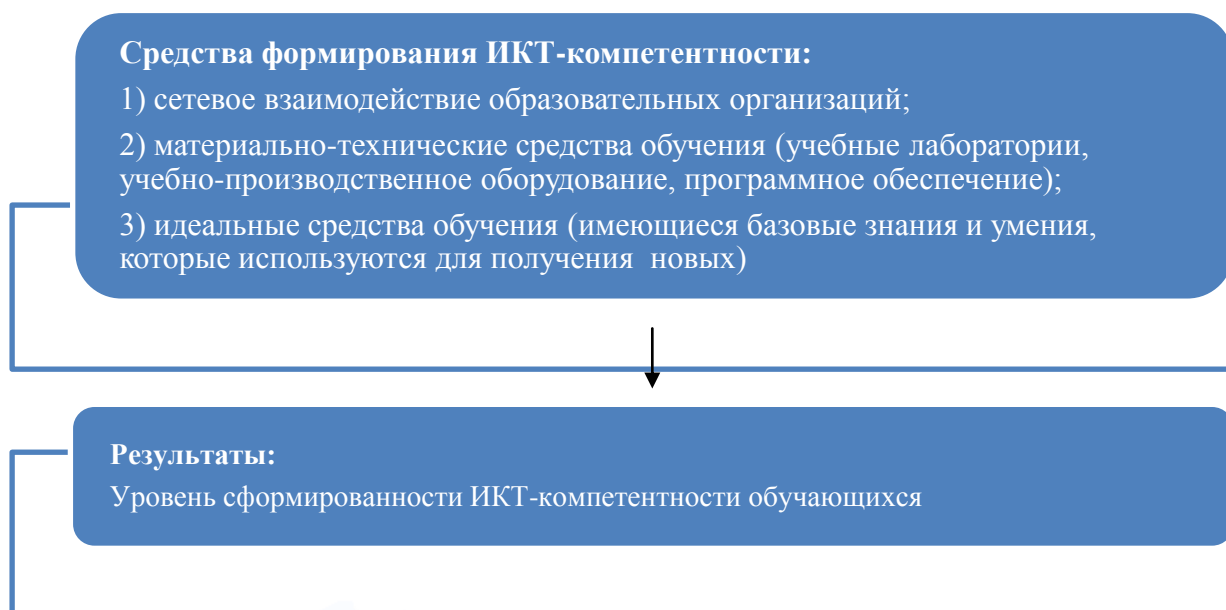 Средства формирования ИКТ-компетентности:
1) сетевое взаимодействие образовательных организаций;
2) материально-технические средства обучения (учебные лаборатории,
учебно-производственное оборудование, программное обеспечение);
3) идеальные средства обучения (имеющиеся базовые знания и умения,
которые используются для получения  новых)
Результаты:
Уровень сформированности ИКТ-компетентности обучающихся